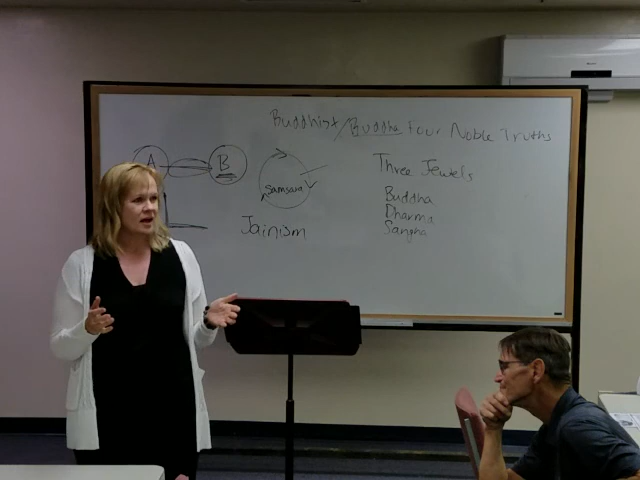 Buddhist/Buddha Four Noble Truths
A B
Samsara
Three Jewels
Buddha
Dharma
Sangha
Jainism